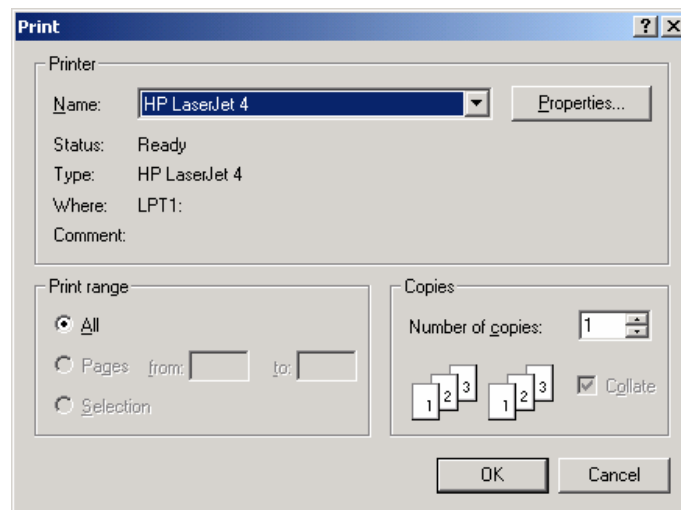 Print
Printer
Name: HP LaserJet 4 Properties...
Status: Ready
Type: HP LaserJet 4
Where: LPT1:
Comment:
Print range
All
Pages from: to:
Selection
Copies
Number of copies: 1
1 2 3 1 2 3 Collate
OK Cancel